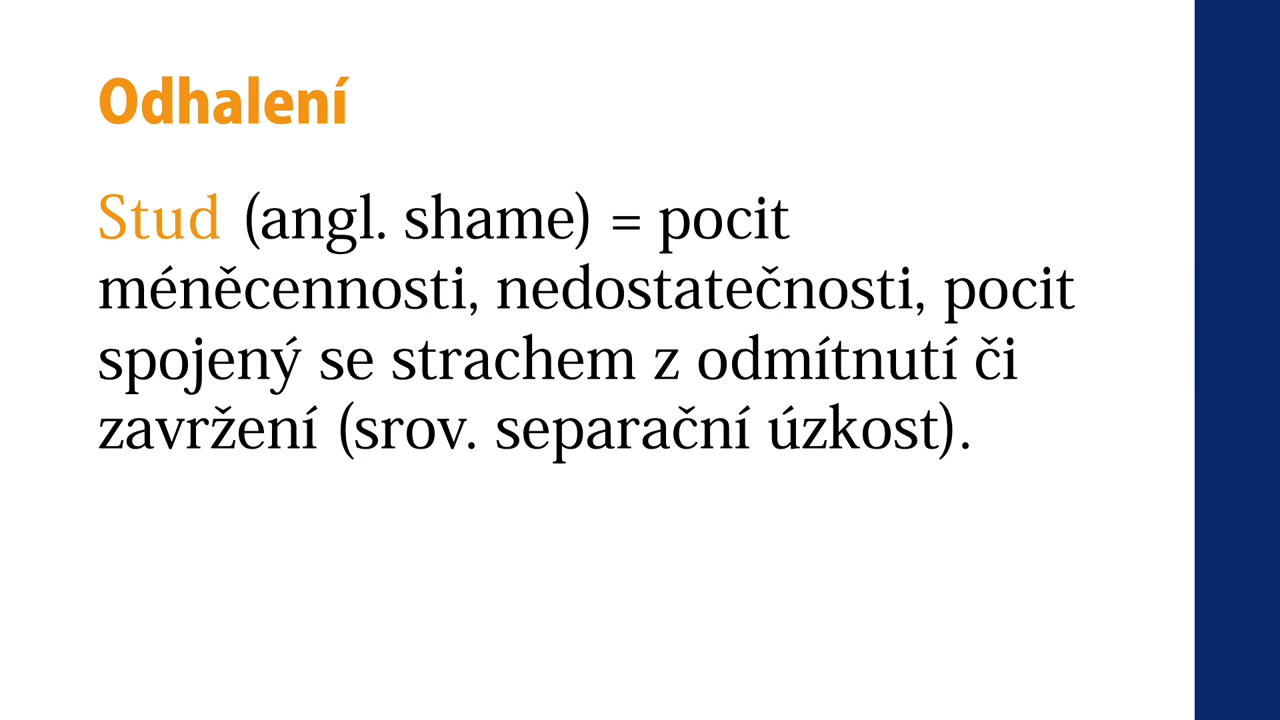 Odhalení
Stud (angl. shame) = pocit
méněcennosti, nedostatečnosti, pocit
spojený se strachem z odmítnutí či
zavržení (srov. separační úzkost).